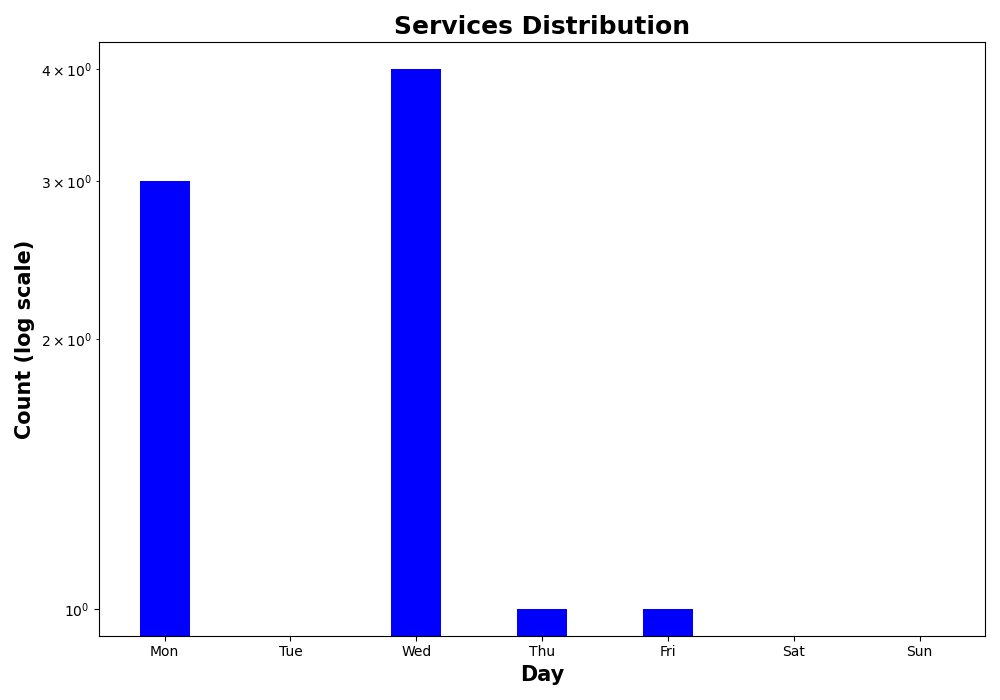 Services Distribution
Count (log scale)
4 × 10⁰
3 × 10⁰
2 × 10⁰
10⁰
Mon Tue Wed Thu Fri Sat Sun
Day